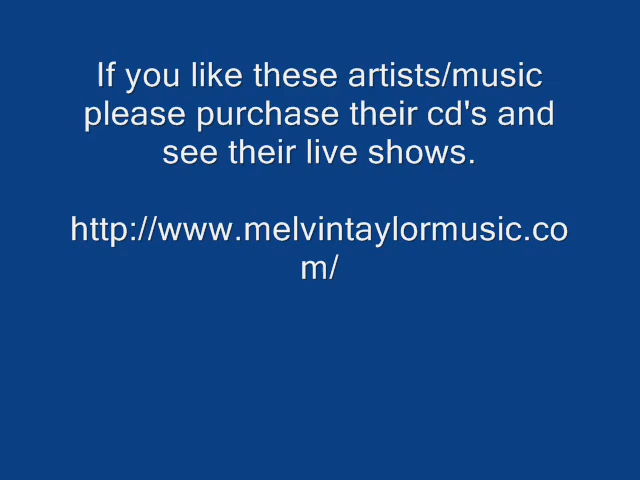 If you like these artists/music
please purchase their cd's and
see their live shows.
http://www.melvintaylormusic.co
m/